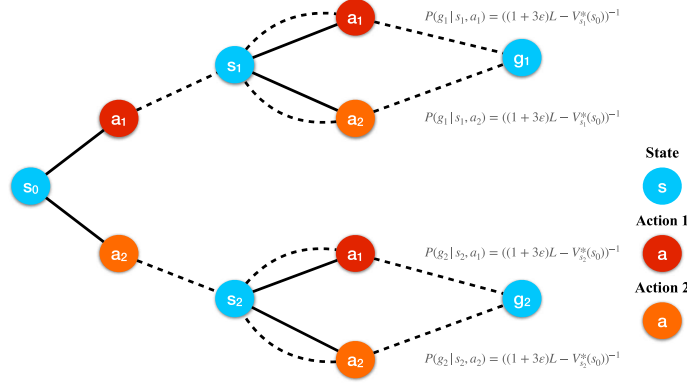 a₁
P(g₁ | s₁, a₁) = ((1 + 3ε)L − V*ₛ₁(s₀))⁻¹
s₁
g₁
a₁
a₂
P(g₁ | s₁, a₂) = ((1 + 3ε)L − V*ₛ₁(s₀))⁻¹
State
s₀
s
Action 1
a₂
a₁
P(g₂ | s₂, a₁) = ((1 + 3ε)L − V*ₛ₂(s₀))⁻¹
a
Action 2
s₂
g₂
a
a₂
P(g₂ | s₂, a₂) = ((1 + 3ε)L − V*ₛ₂(s₀))⁻¹